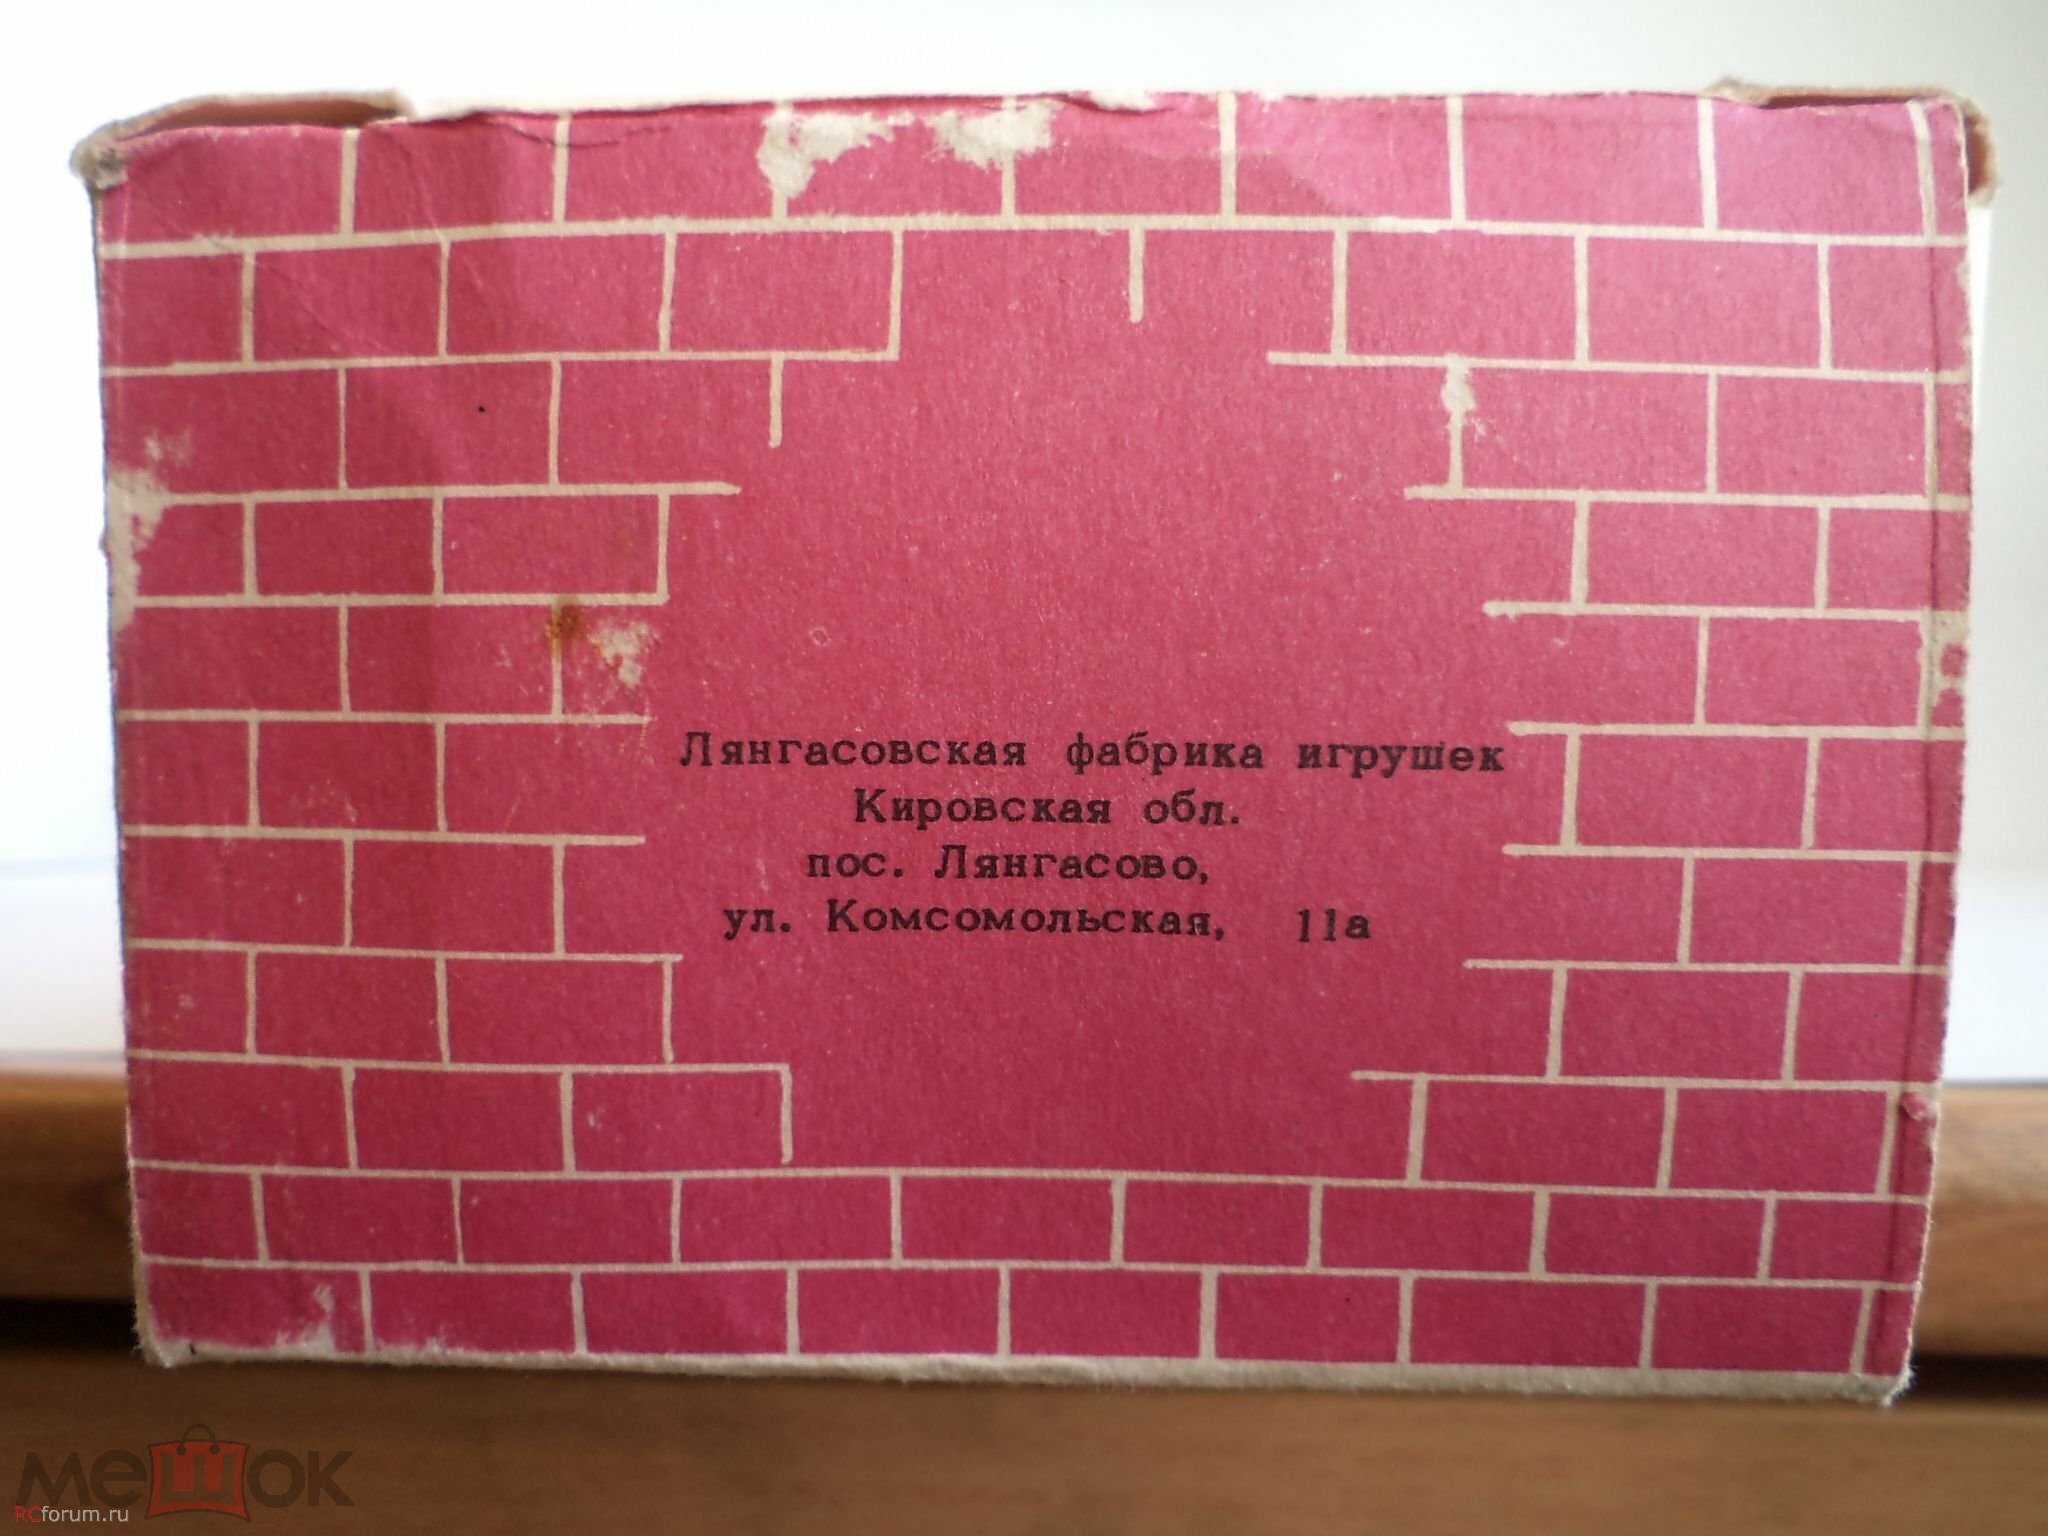 Лянгасовская фабрика игрушек
Кировская обл.
пос. Лянгасово,
ул. Комсомольская, 11а
мешок
RCforum.ru